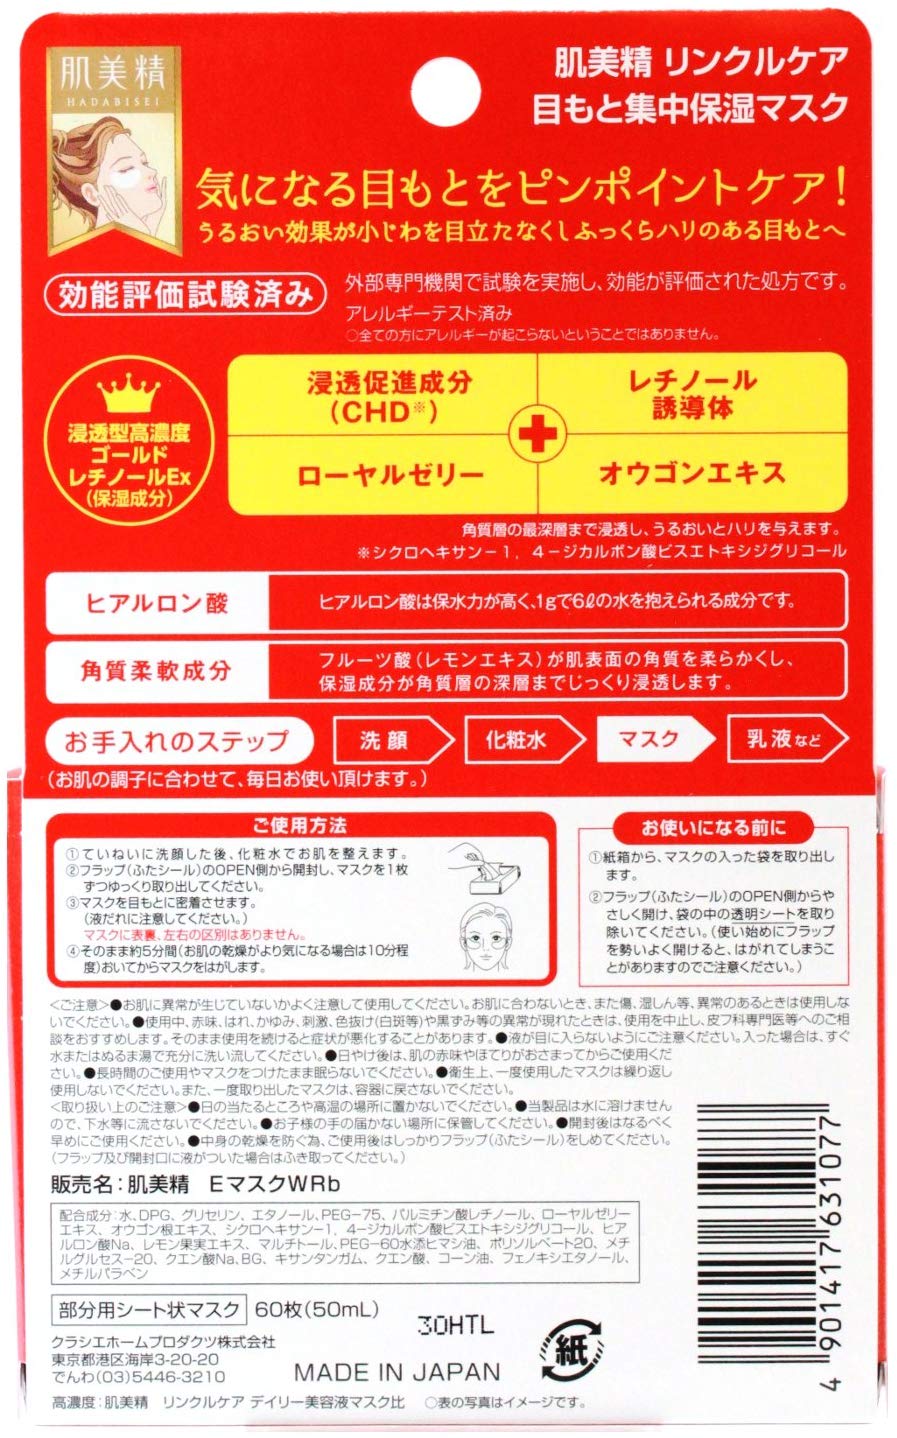 肌美精
HADABISEI
肌美精 リンクルケア
目もと集中保湿マスク
気になる目もとをピンポイントケア!
うるおい効果が小じわを目立たなくしふっくらハリのある目もとへ
効能評価試験済み
外部専門機関で試験を実施し、効能が評価された処方です。
アレルギーテスト済み
○全ての方にアレルギーが起こらないということではありません。
浸透型高濃度
ゴールド
レチノールEx
(保湿成分)
浸透促進成分
(CHD※)
レチノール
誘導体
ローヤルゼリー
オウゴンエキス
角質層の最深層まで浸透し、うるおいとハリを与えます。
※シクロヘキサン-1, 4-ジカルボン酸ビスエトキシジグリコール
ヒアルロン酸
ヒアルロン酸は保水力が高く、1gで6ℓの水を抱えられる成分です。
角質柔軟成分
フルーツ酸(レモンエキス)が肌表面の角質を柔らかくし、
保湿成分が角質層の深層までじっくり浸透します。
お手入れのステップ
洗顔
化粧水
マスク
乳液など
(お肌の調子に合わせて、毎日お使い頂けます。)
ご使用方法
①ていねいに洗顔した後、化粧水でお肌を整えます。
②フラップ(ふたシール)のOPEN側から開封し、マスクを1枚
ずつゆっくり取り出してください。
③マスクを目もとに密着させます。
(液だれに注意してください。)
マスクに表裏、左右の区別はありません。
④そのまま約5分間(お肌の乾燥がより気になる場合は10分程
度)おいてからマスクをはがします。
お使いになる前に
①紙箱から、マスクの入った袋を取り出し
ます。
②フラップ(ふたシール)のOPEN側からや
さしく開け、袋の中の透明シートを取り
除いてください。(使い始めにフラップ
を勢いよく開けると、はがれてしまうこ
とがありますのでご注意ください。)
<ご注意>●お肌に異常が生じていないかよく注意して使用してください。お肌に合わないとき、また傷、湿しん等、異常のあるときは使用しな
いでください。●使用中、赤味、はれ、かゆみ、刺激、色抜け(白斑等)や黒ずみ等の異常が現れたときは、使用を中止し、皮フ科専門医等へのご相
談をおすすめします。そのまま使用を続けると症状が悪化することがあります。●液が目に入らないようにご注意ください。入った場合は、すぐ
水またはぬるま湯で充分に洗い流してください。●日やけ後は、肌の赤味やほてりがおさまってからご使用くだ
さい。●長時間のご使用やマスクをつけたまま眠らないでください。●衛生上、一度使用したマスクは繰り返し
使用しないでください。また、一度取り出したマスクは、容器に戻さないでください。
<取り扱い上のご注意>●日の当たるところや高温の場所に置かないでください。●当製品は水に溶けません
ので、下水等に流さないでください。●お子様の手の届かない場所に保管してください。●開封後はなるべく
早めにご使用ください。●中身の乾燥を防ぐ為、ご使用後はしっかりフラップ(ふたシール)をしめてください。
(フラップ及び開封口に液がついた場合はふき取ってください。)
販売名:肌美精 EマスクWRb
配合成分:水、DPG、グリセリン、エタノール、PEG-75、パルミチン酸レチノール、ローヤルゼリー
エキス、オウゴン根エキス、シクロヘキサン-1, 4-ジカルボン酸ビスエトキシジグリコール、ヒア
ルロン酸Na、レモン果実エキス、マルチトール、PEG-60水添ヒマシ油、ポリソルベート20、メチ
ルグルセス-20、クエン酸Na、BG、キサンタンガム、クエン酸、コーン油、フェノキシエタノール、
メチルパラベン
部分用シート状マスク 60枚(50mL)
30HTL
クラシエホームプロダクツ株式会社
東京都港区海岸3-20-20
でんわ(03)5446-3210
MADE IN JAPAN
紙
高濃度:肌美精 リンクルケア デイリー美容液マスク比 ○表の写真はイメージです。
4 901417 631077